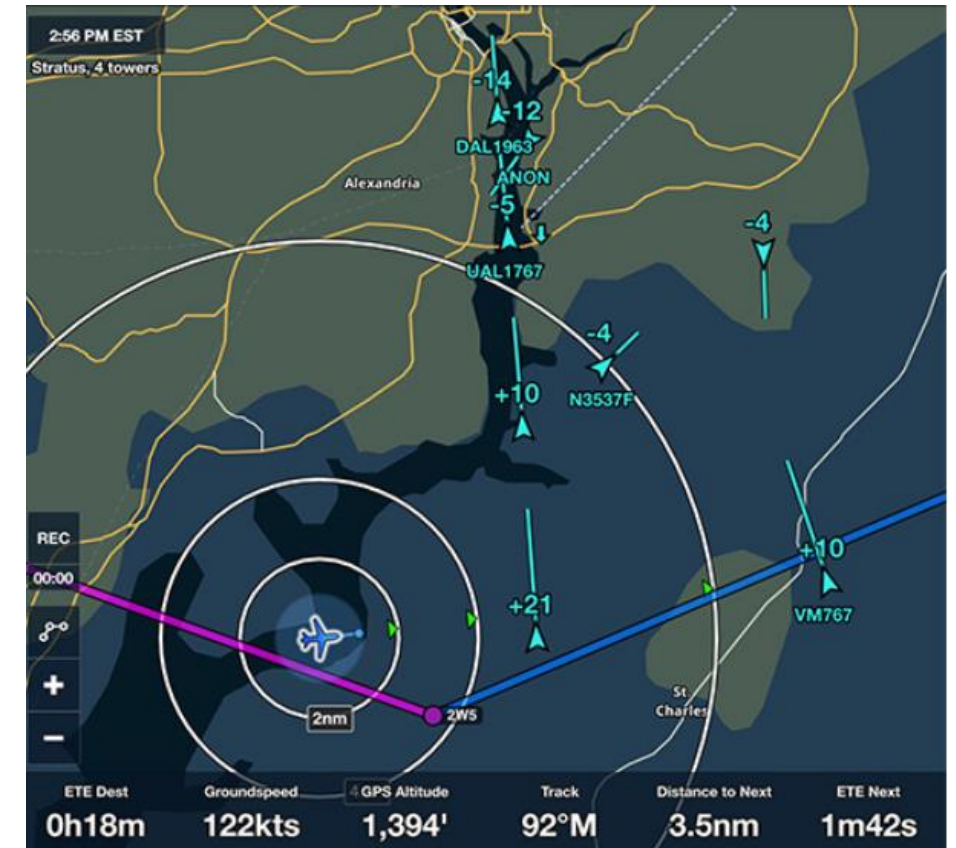 2:56 PM EST
Stratus, 4 towers
-14
-12
DAL1963
Alexandria
ANON
-5
-4
UAL1767
-4
+10
N3537F
REC
+10
00:00
+21
VM767
St.
Charles
2nm
2W5
4
ETE Dest
Groundspeed
GPS Altitude
Track
Distance to Next
ETE Next
0h18m
122kts
1,394'
92°M
3.5nm
1m42s